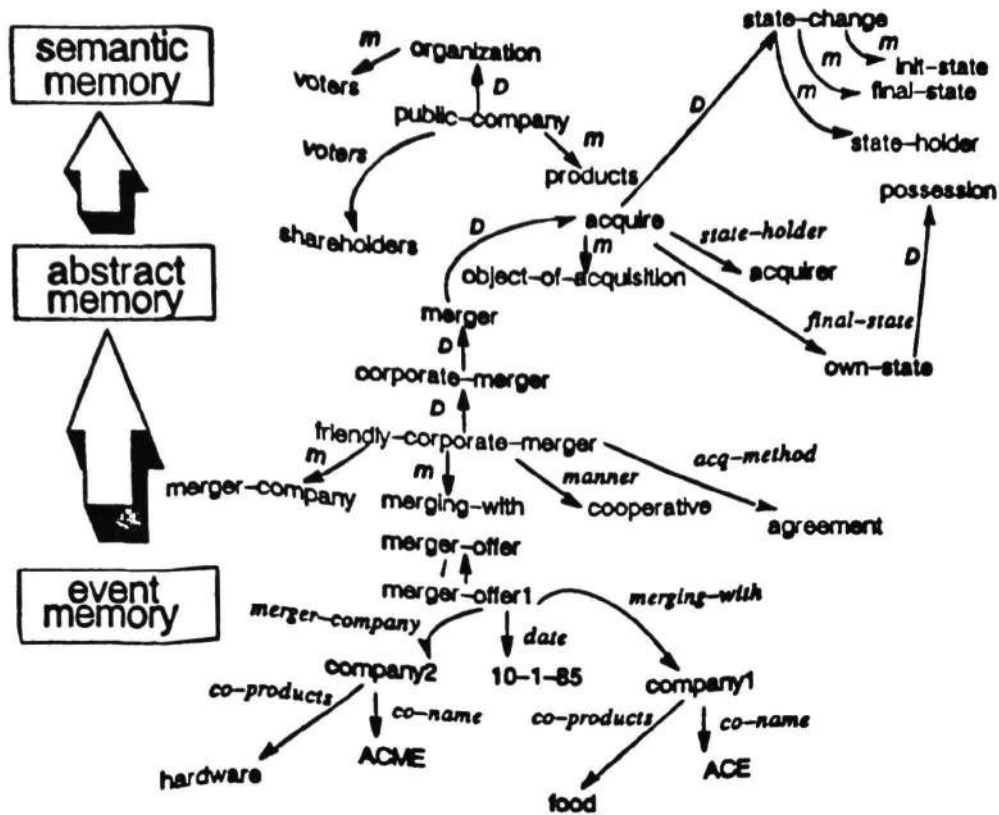 semantic
memory
abstract
memory
event
memory
state-change
m
init-state
m
final-state
m
state-holder
D
m
organization
voters
D
public-company
voters
m
products
shareholders
possession
D
acquire
D
state-holder
m
acquirer
object-of-acquisition
final-state
own-state
merger
D
corporate-merger
D
friendly-corporate-merger
m
merger-company
m
merging-with
manner
cooperative
acq-method
agreement
merger-offer
merger-offer1
merger-company
date
merging-with
company2
10-1-85
company1
co-products
co-name
co-products
co-name
hardware
ACME
food
ACE